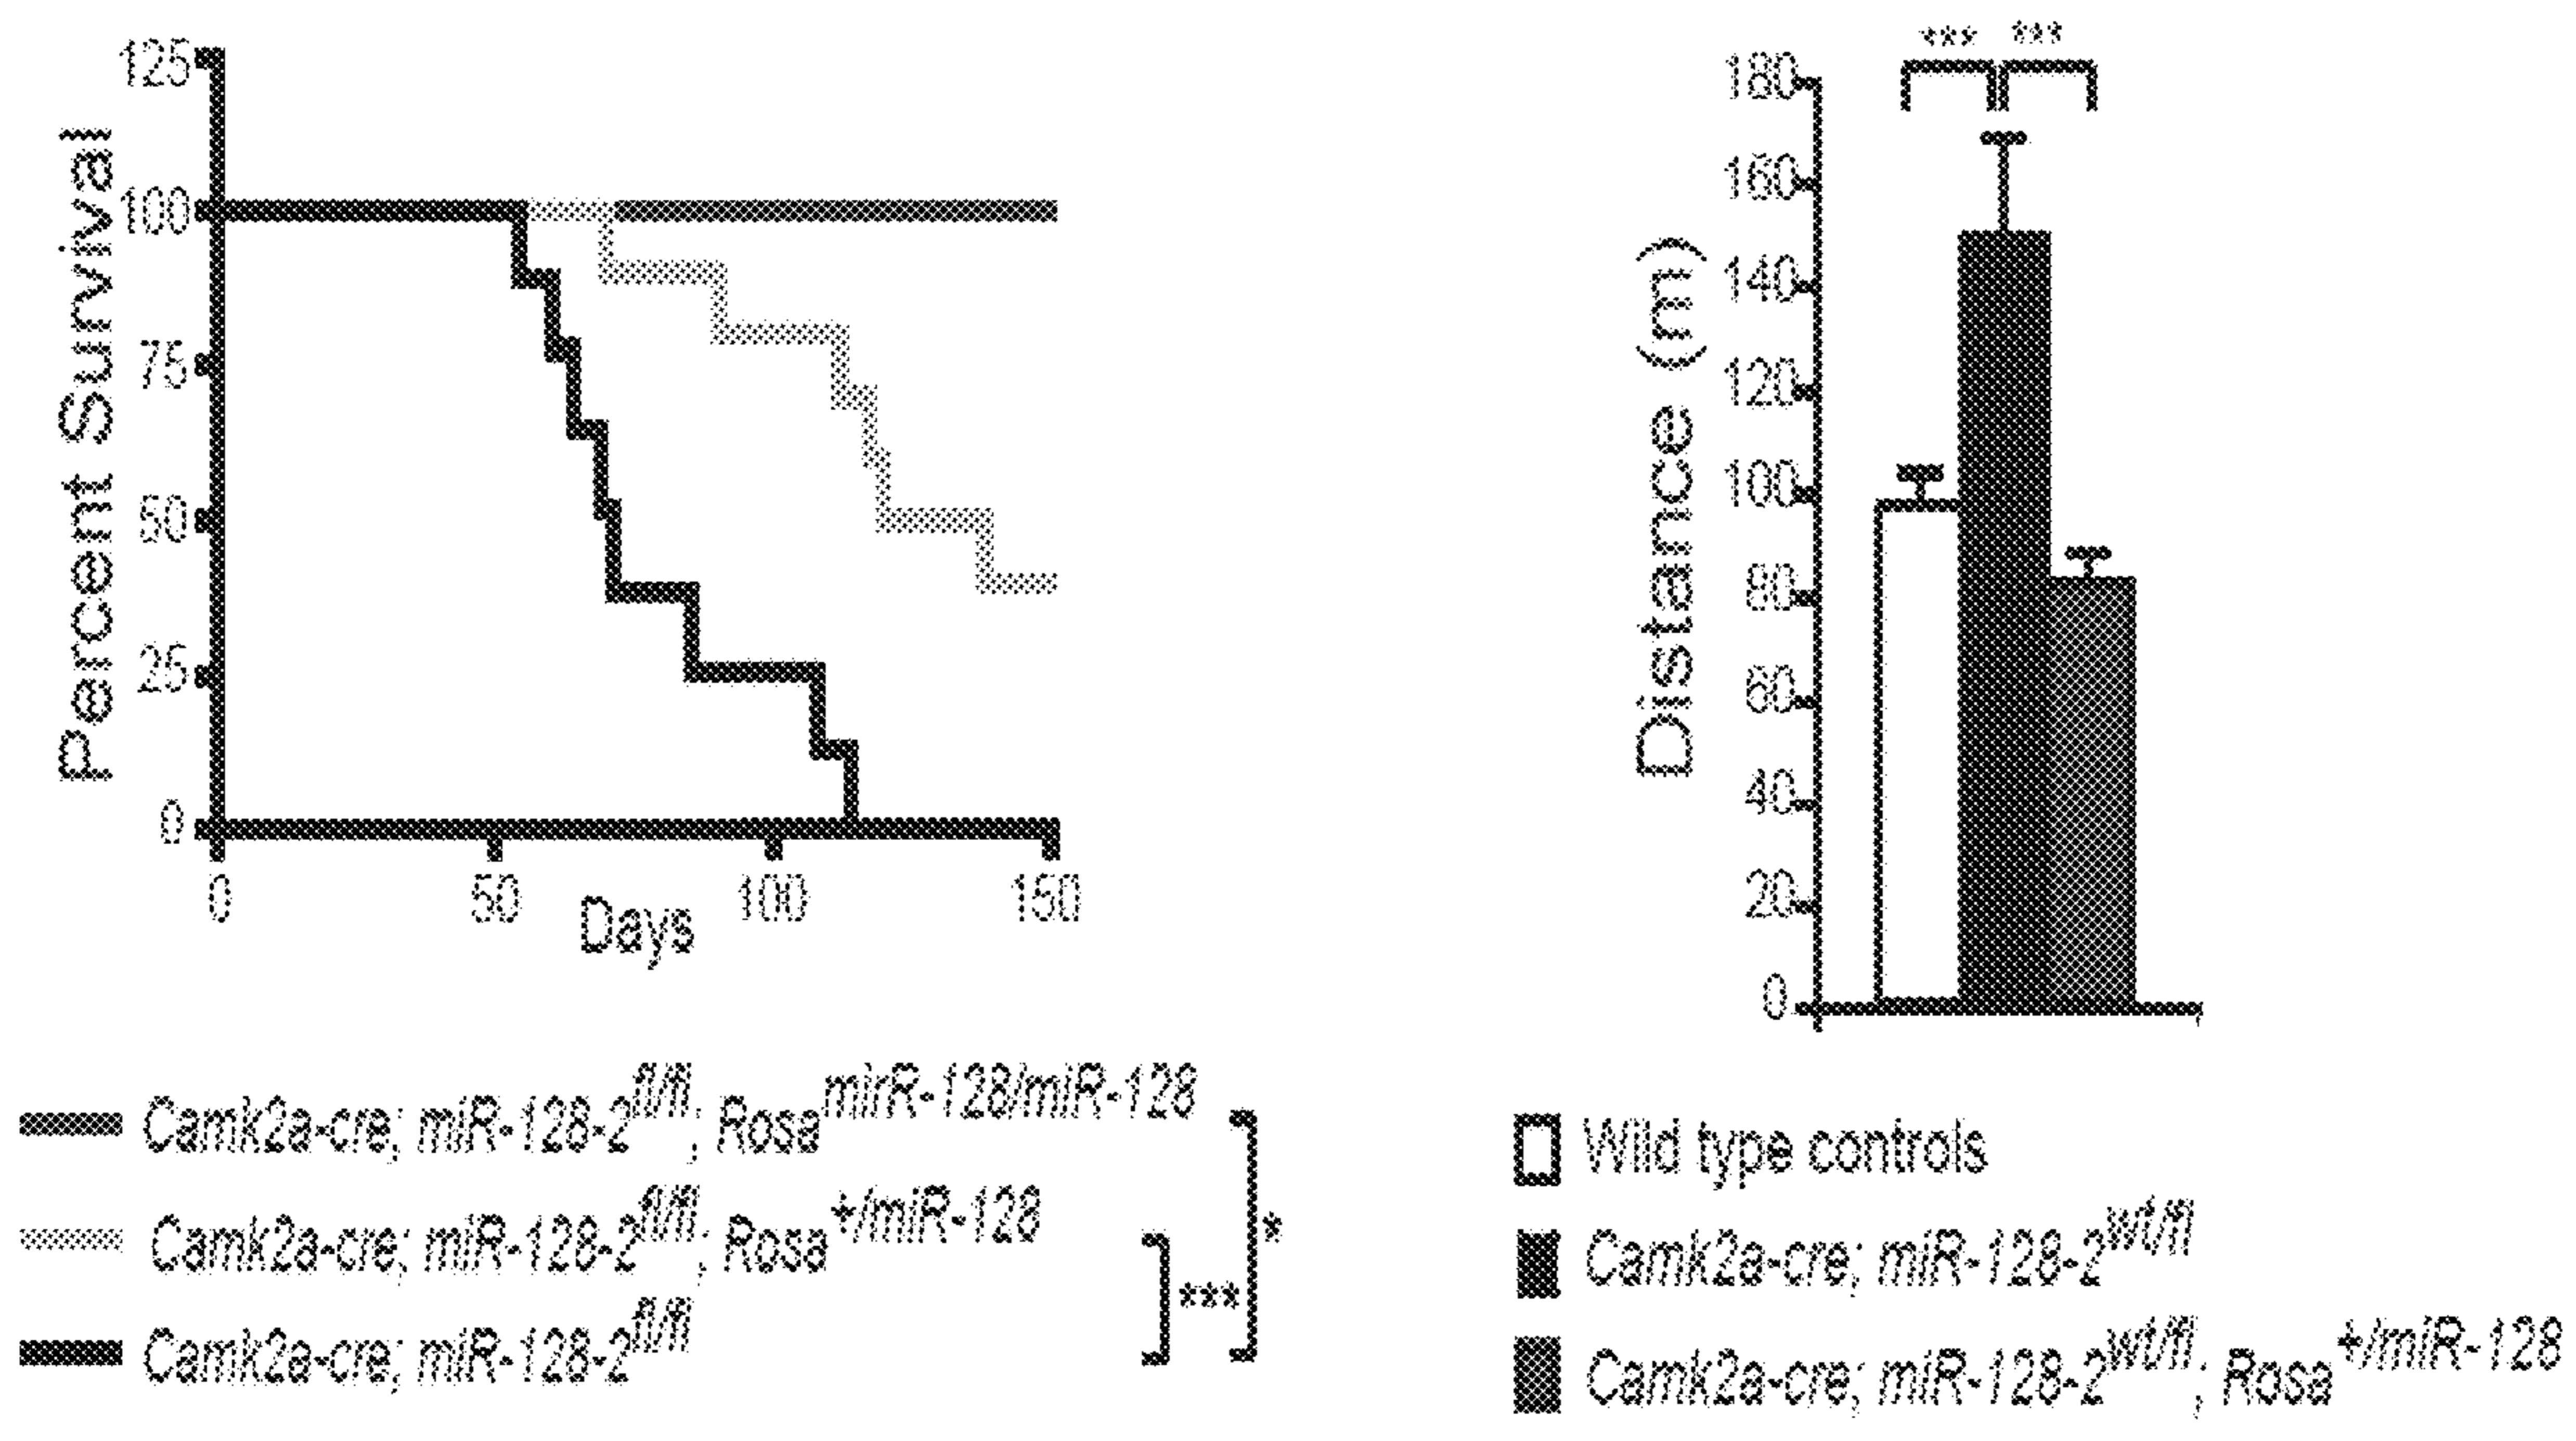 125
100
75
50
25
0
Percent Survival
0 50 100 150
Days
Camk2a-cre; miR-128-2fl/fl; RosamirR-128/miR-128
Camk2a-cre; miR-128-2fl/fl; Rosa+/miR-128
Camk2a-cre; miR-128-2fl/fl
***
*
*** ***
180
160
140
120
100
80
60
40
20
0
Distance (m)
Wild type controls
Camk2a-cre; miR-128-2wt/fl
Camk2a-cre; miR-128-2wt/fl; Rosa+/miR-128